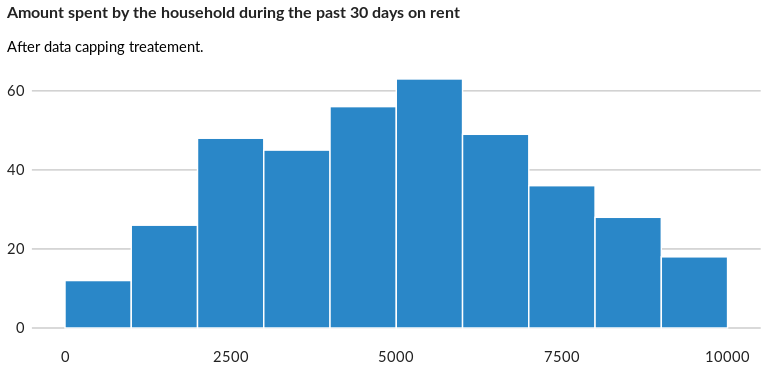 Amount spent by the household during the past 30 days on rent
After data capping treatement.
60
40
20
0
0 2500 5000 7500 10000